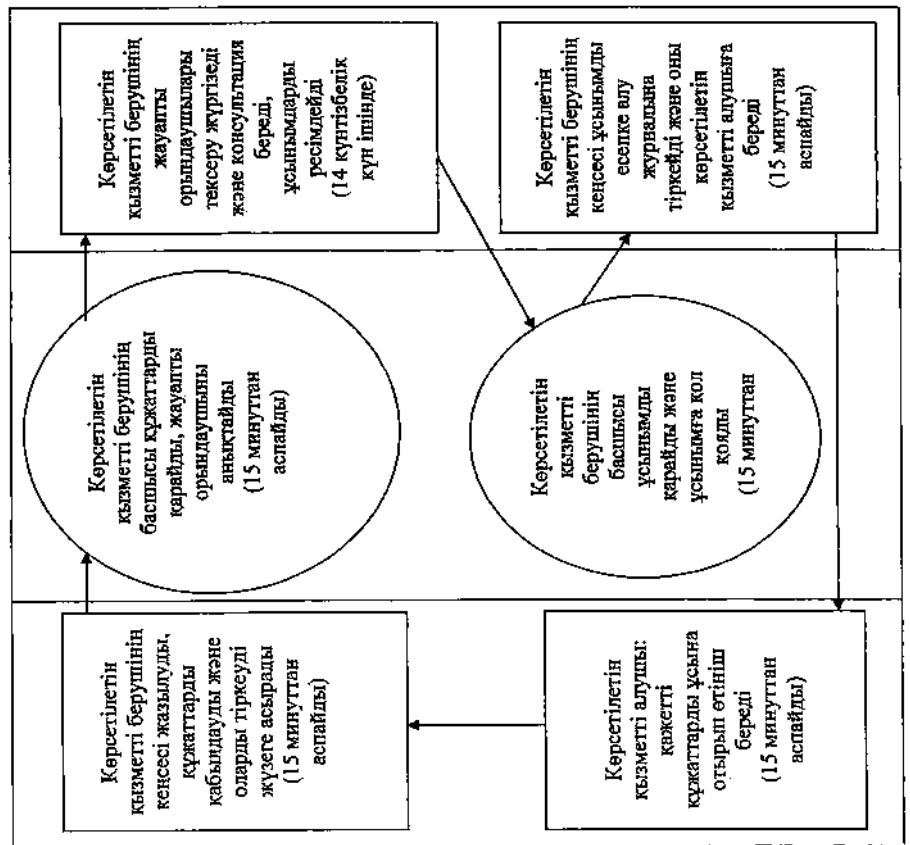 Көрсетілетін
қызметті алушы:
қажетті
құжаттарды ұсына
отырып өтініш
береді
(15 минуттан
аспайды)
Көрсетілетін
қызметті берушінің
кеңсесі жазылуды,
құжаттарды
қабылдауды және
оларды тіркеуді
жүзеге асырады
(15 минуттан
аспайды)
Көрсетілетін
қызметті берушінің
басшысы құжаттарды
қарайды, жауапты
орындаушыны
анықтайды
(15 минуттан
аспайды)
Көрсетілетін
қызметті берушінің
жауапты
орындаушылары
тексеру жүргізеді
және консультация
береді,
ұсынымдарды
ресімдейді
(14 күнтізбелік
күн ішінде)
Көрсетілетін
қызметті
берушінің
басшысы
ұсынымды
қарайды және
ұсынымға қол
қояды
(15 минуттан
Көрсетілетін
қызметті берушінің
кеңсесі ұсынымды
есепке алу
журналына
тіркейді және оны
көрсетілетін
қызметті алушыға
береді
(15 минуттан
аспайды)